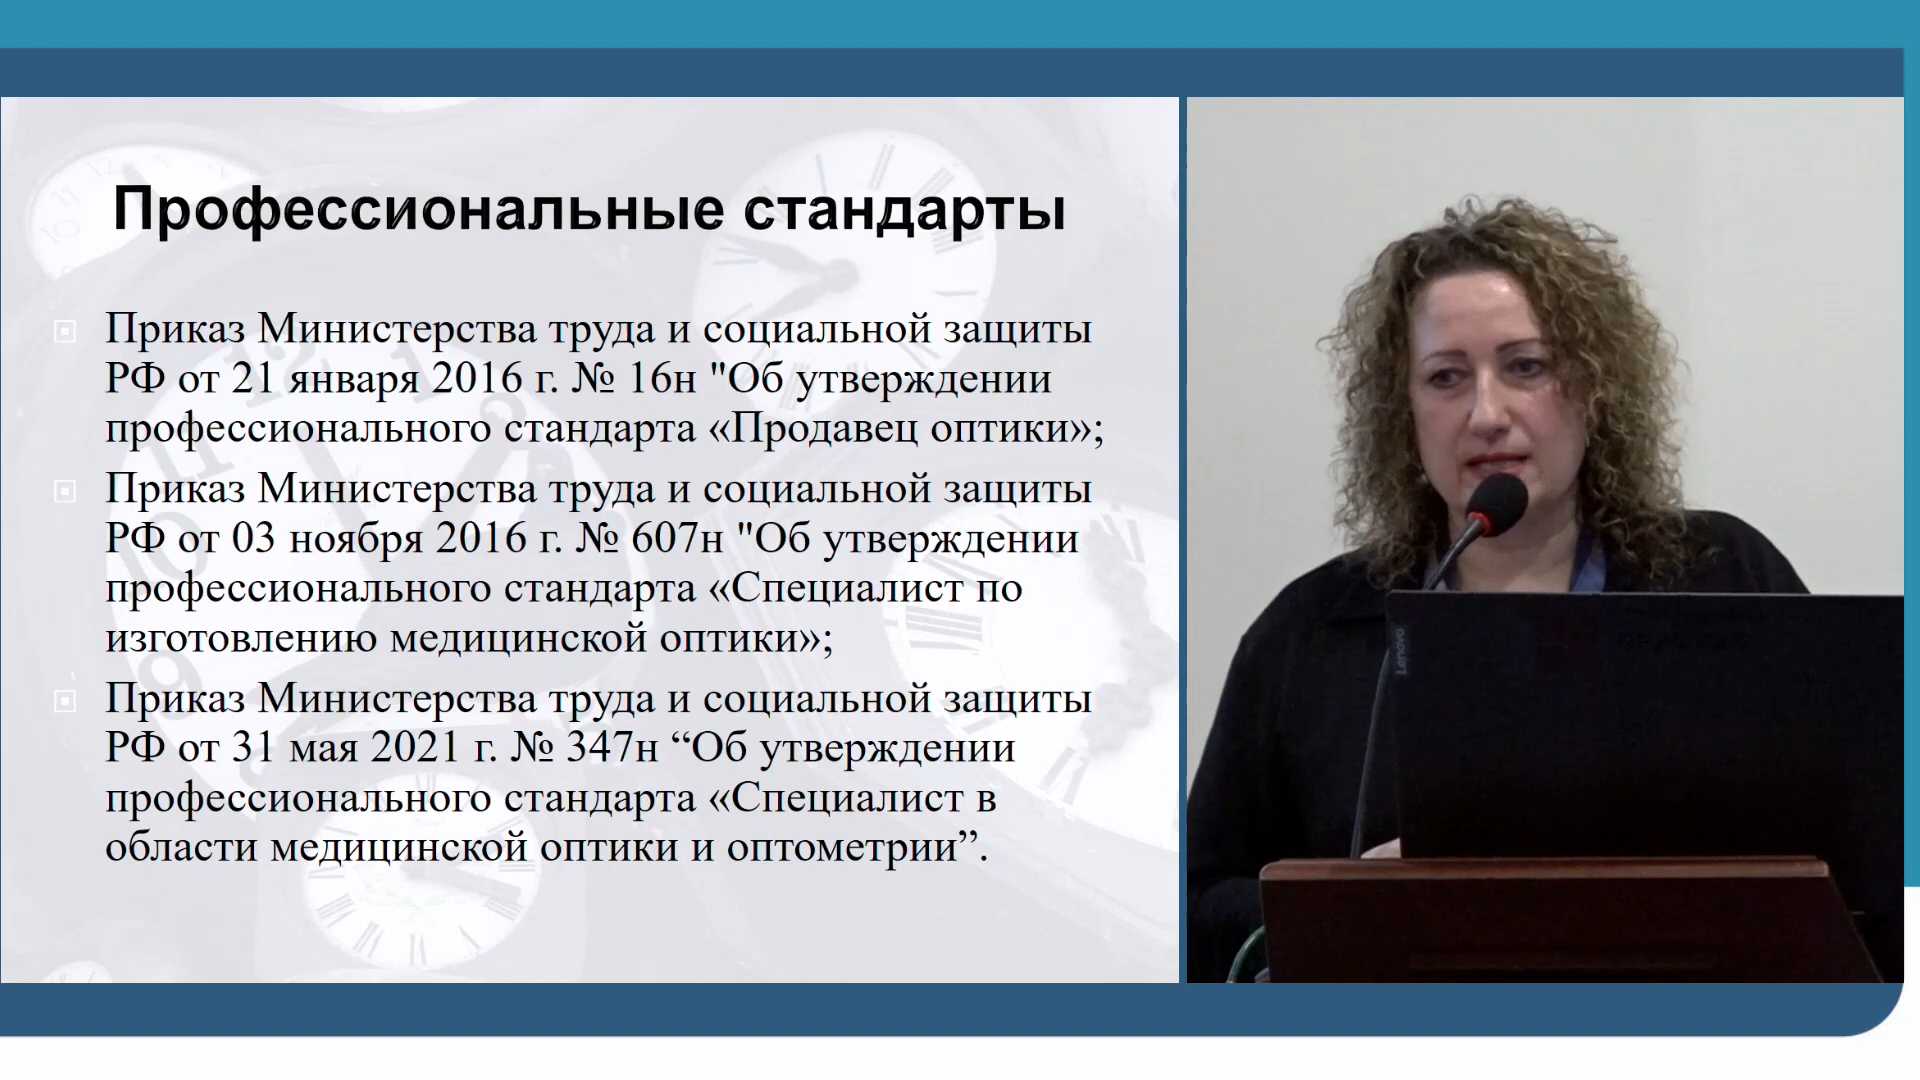 Профессиональные стандарты
Приказ Министерства труда и социальной защиты
РФ от 21 января 2016 г. № 16н "Об утверждении
профессионального стандарта «Продавец оптики»;
Приказ Министерства труда и социальной защиты
РФ от 03 ноября 2016 г. № 607н "Об утверждении
профессионального стандарта «Специалист по
изготовлению медицинской оптики»;
Приказ Министерства труда и социальной защиты
РФ от 31 мая 2021 г. № 347н “Об утверждении
профессионального стандарта «Специалист в
области медицинской оптики и оптометрии”.
Lenovo